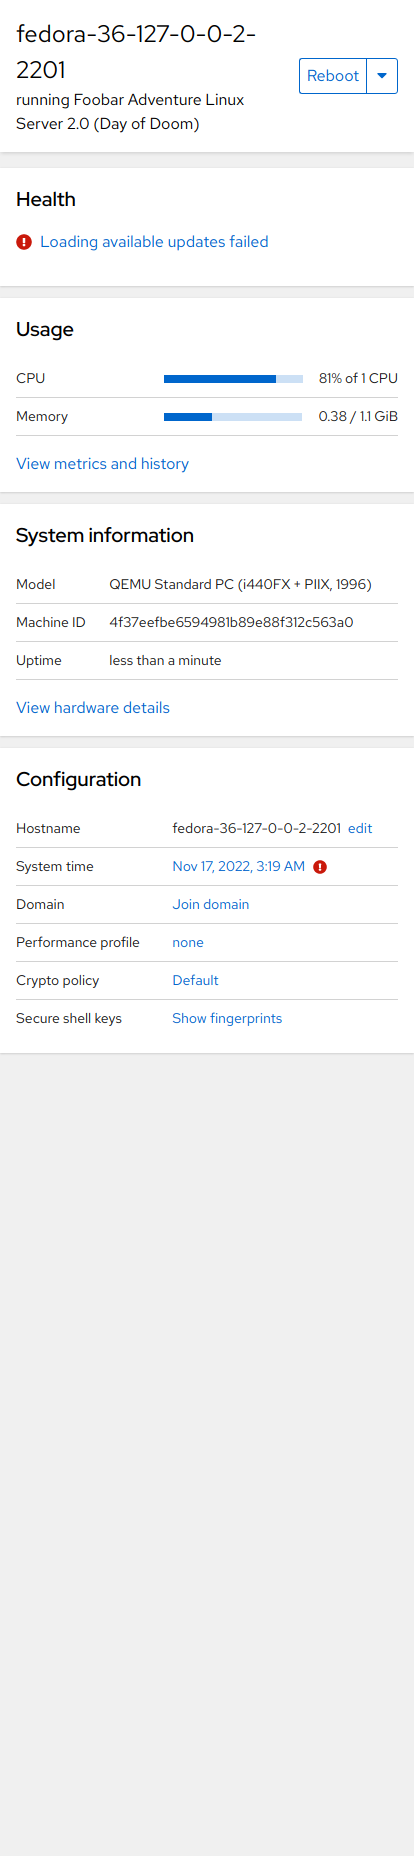 fedora-36-127-0-0-2-
2201
running Foobar Adventure Linux
Server 2.0 (Day of Doom)
Reboot
Health
Loading available updates failed
Usage
CPU 81% of 1 CPU
Memory 0.38 / 1.1 GiB
View metrics and history
System information
Model QEMU Standard PC (i440FX + PIIX, 1996)
Machine ID 4f37eefbe6594981b89e88f312c563a0
Uptime less than a minute
View hardware details
Configuration
Hostname fedora-36-127-0-0-2-2201 edit
System time Nov 17, 2022, 3:19 AM
Domain Join domain
Performance profile none
Crypto policy Default
Secure shell keys Show fingerprints